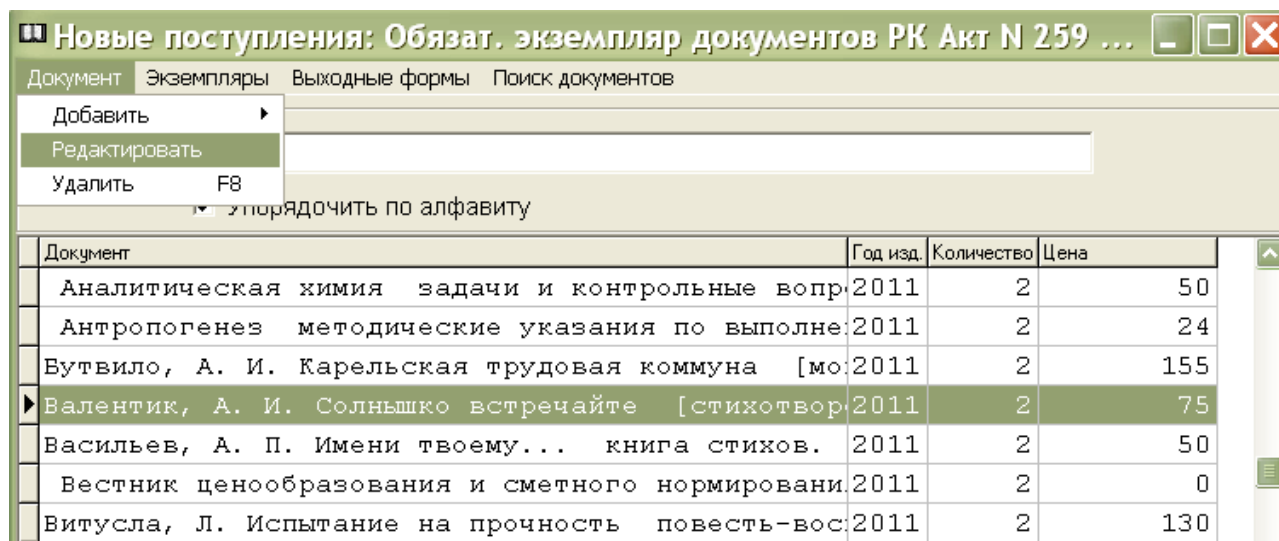 Новые поступления: Обязат. экземпляр документов РК Акт N 259 ...
Документ Экземпляры Выходные формы Поиск документов
Добавить
Редактировать
Удалить F8
Упорядочить по алфавиту
Документ Год изд. Количество Цена
Аналитическая химия задачи и контрольные вопр 2011 2 50
Антропогенез методические указания по выполне 2011 2 24
Бутвило, А. И. Карельская трудовая коммуна [мо 2011 2 155
Валентик, А. И. Солнышко встречайте [стихотвор 2011 2 75
Васильев, А. П. Имени твоему... книга стихов. 2011 2 50
Вестник ценообразования и сметного нормировани 2011 2 0
Витусла, Л. Испытание на прочность повесть-вос 2011 2 130